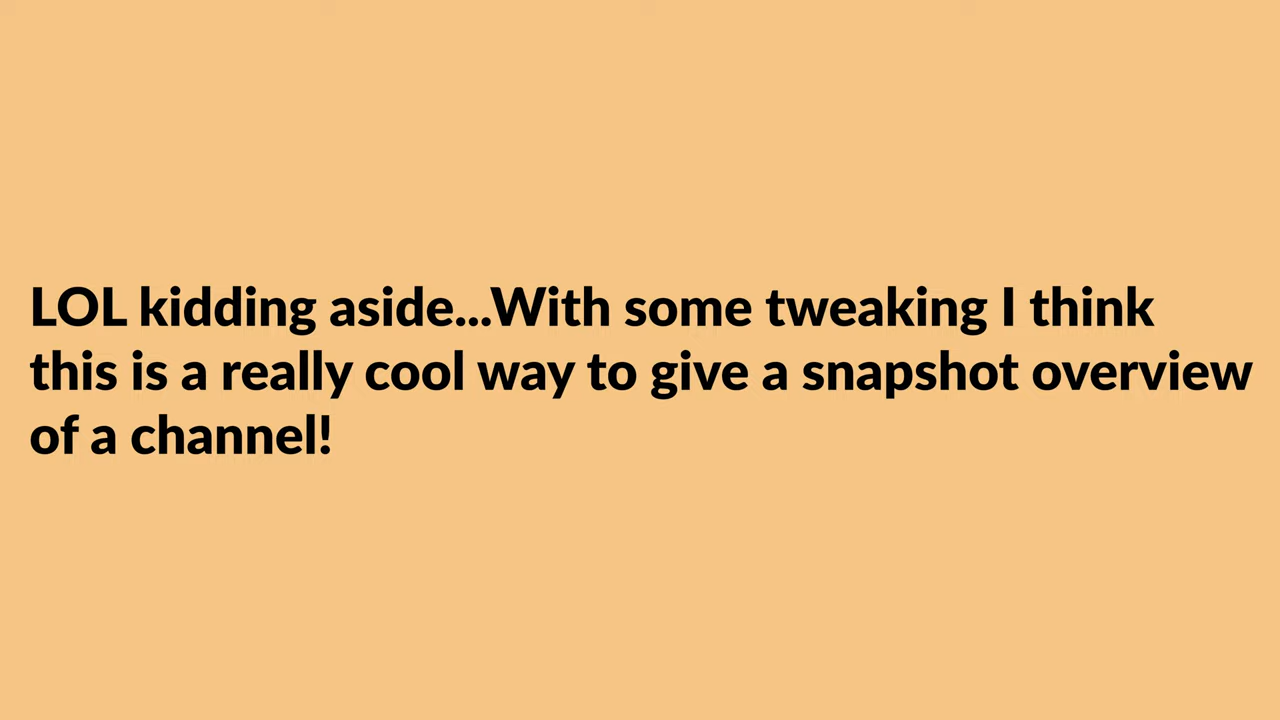 LOL kidding aside...With some tweaking I think
this is a really cool way to give a snapshot overview
of a channel!